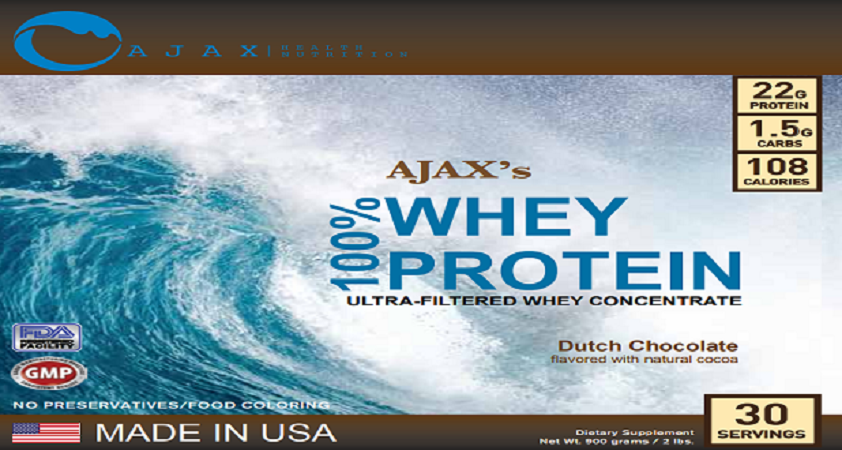 AJAX | HEALTH
NUTRITION
22G
PROTEIN
1.5G
CARBS
108
CALORIES
AJAX's
100% WHEY
PROTEIN
ULTRA-FILTERED WHEY CONCENTRATE
Dutch Chocolate
flavored with natural cocoa
FDA
FACILITY
GMP
NO PRESERVATIVES/FOOD COLORING
MADE IN USA
Dietary Supplement
Net Wt. 900 grams / 2 lbs.
30
SERVINGS